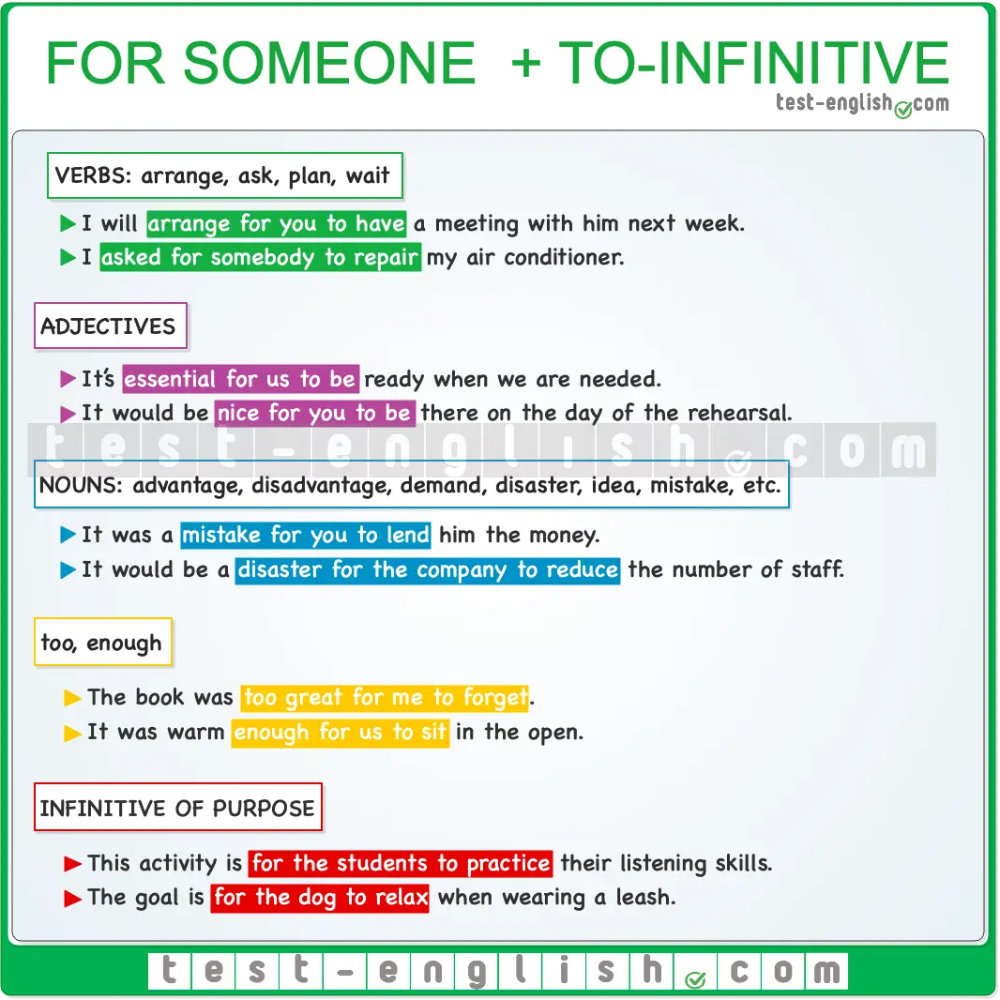 FOR SOMEONE + TO-INFINITIVE
test-english.com
VERBS: arrange, ask, plan, wait
I will arrange for you to have a meeting with him next week.
I asked for somebody to repair my air conditioner.
ADJECTIVES
It's essential for us to be ready when we are needed.
It would be nice for you to be there on the day of the rehearsal.
test-english.com
NOUNS: advantage, disadvantage, demand, disaster, idea, mistake, etc.
It was a mistake for you to lend him the money.
It would be a disaster for the company to reduce the number of staff.
too, enough
The book was too great for me to forget.
It was warm enough for us to sit in the open.
INFINITIVE OF PURPOSE
This activity is for the students to practice their listening skills.
The goal is for the dog to relax when wearing a leash.
test-english.com